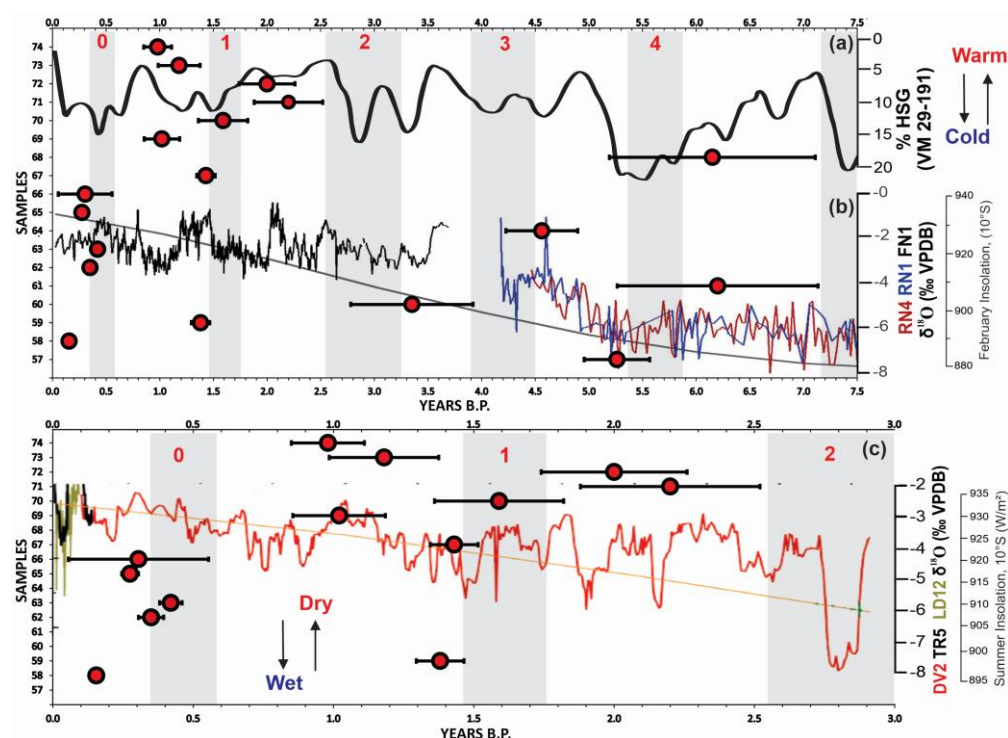 0.0 0.5 1.0 1.5 2.0 2.5 3.0 3.5 4.0 4.5 5.0 5.5 6.0 6.5 7.0 7.5
0 1 2 3 4 (a)
SAMPLES
74
73
72
71
70
69
68
67
66
65
63
62
60
59
58
57
0
5
10
15
20
% HSG
(VM 29-191)
Warm
Cold
(b)
-0
-2
-4
-6
-8
RN4 RN1 FN1
δ¹⁸O (‰ VPDB)
940
920
900
880
February Insolation, (10°S)
0.0 0.5 1.0 1.5 2.0 2.5 3.0 3.5 4.0 4.5 5.0 5.5 6.0 6.5 7.0 7.5
YEARS B.P.
0.0 0.5 1.0 1.5 2.0 2.5 3.0
0 1 2 (c)
SAMPLES
74
73
72
71
70
69
67
66
65
63
62
60
59
58
57
Dry
Wet
-2
-3
-4
-5
-6
-7
-8
DV2 TR5 LD12 δ¹⁸O (‰ VPDB)
935
930
925
920
915
910
905
900
895
Summer Insolation, 10°S (W/m²)
0.0 0.5 1.0 1.5 2.0 2.5 3.0
YEARS B.P.